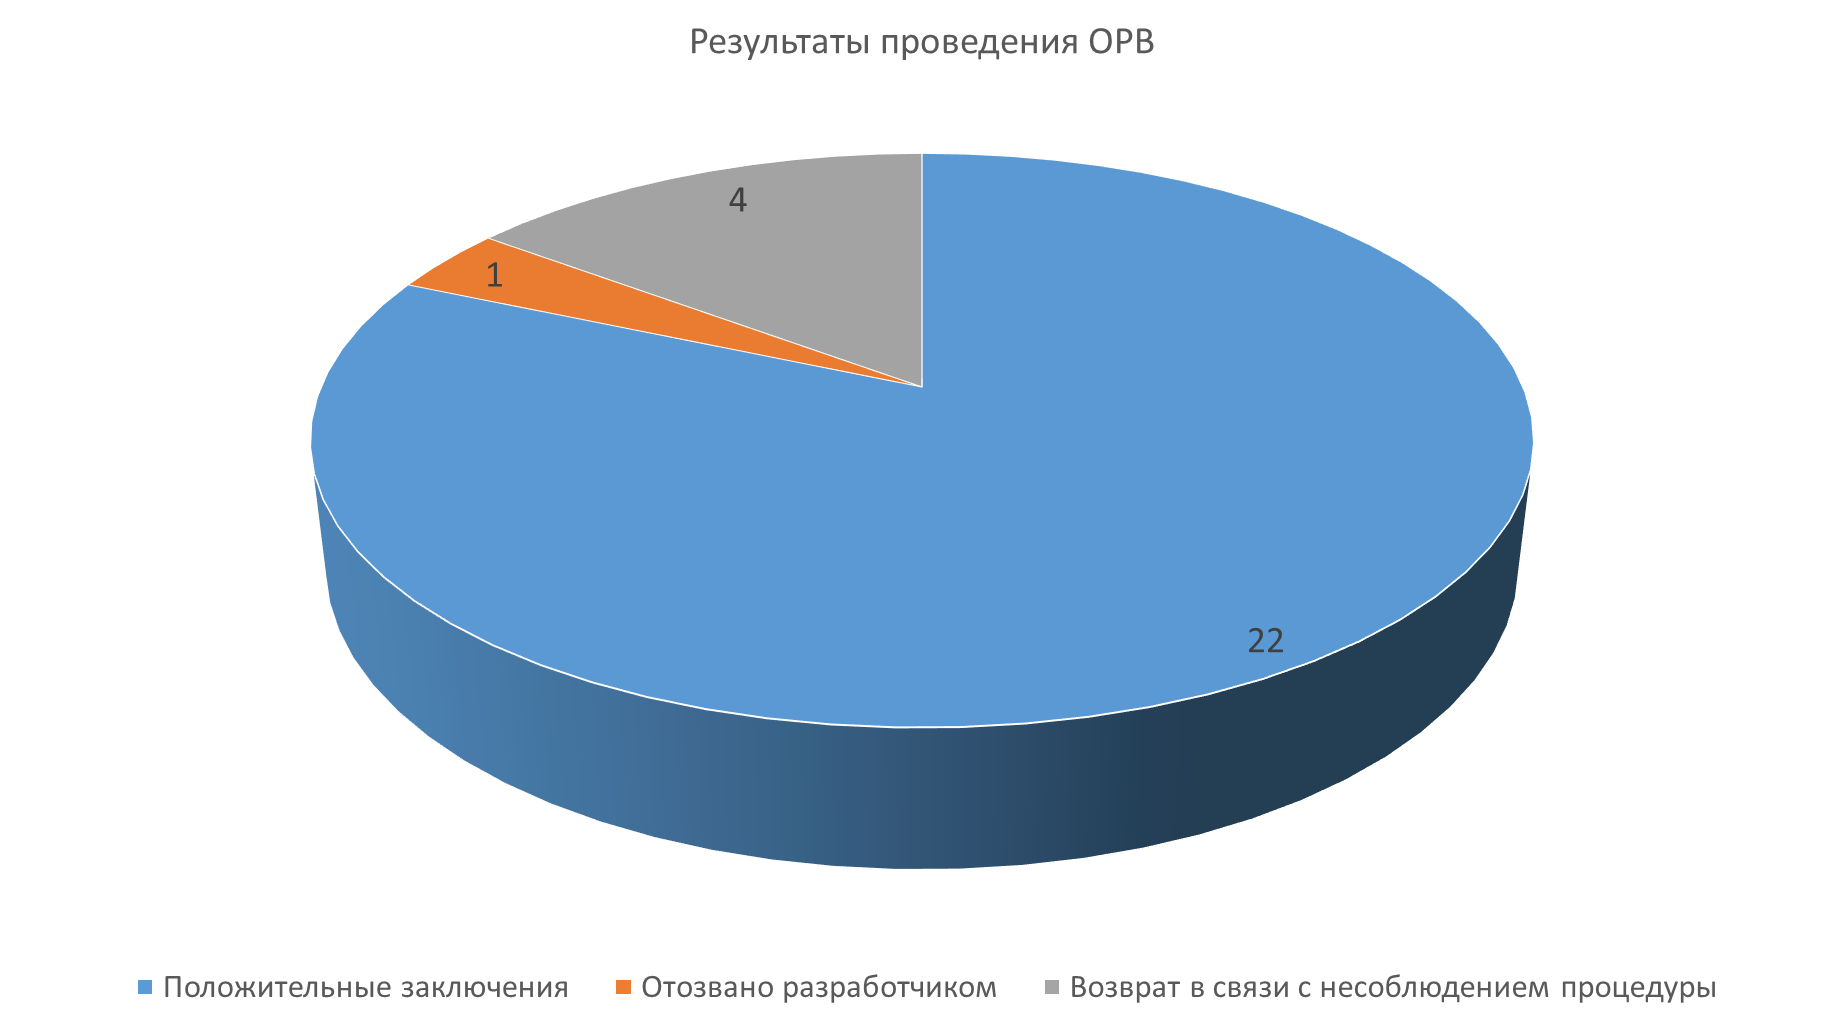 Результаты проведения ОРВ
4
1
22
Положительные заключения
Отозвано разработчиком
Возврат в связи с несоблюдением процедуры